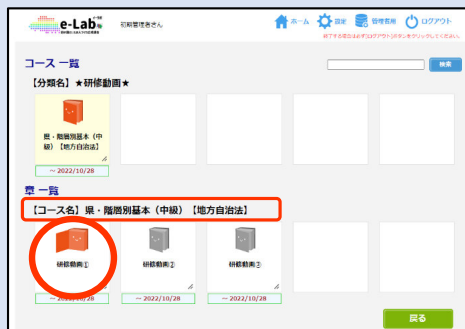 e-Lab
初期管理者さん
ホーム
設定
管理者用
ログアウト
終了する場合は必ず[ログアウト]ボタンをクリックしてください。
コース 一覧
検索
【分類名】★研修動画★
県・階層別基本（中
級）【地方自治法】
～ 2022/10/28
章 一覧
【コース名】県・階層別基本（中級）【地方自治法】
研修動画①
研修動画②
研修動画③
～ 2022/10/28
～ 2022/10/28
～ 2022/10/28
戻る